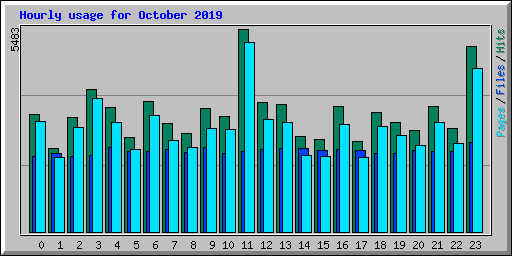 Hourly usage for October 2019
5483
Pages/Files/Hits
0 1 2 3 4 5 6 7 8 9 10 11 12 13 14 15 16 17 18 19 20 21 22 23